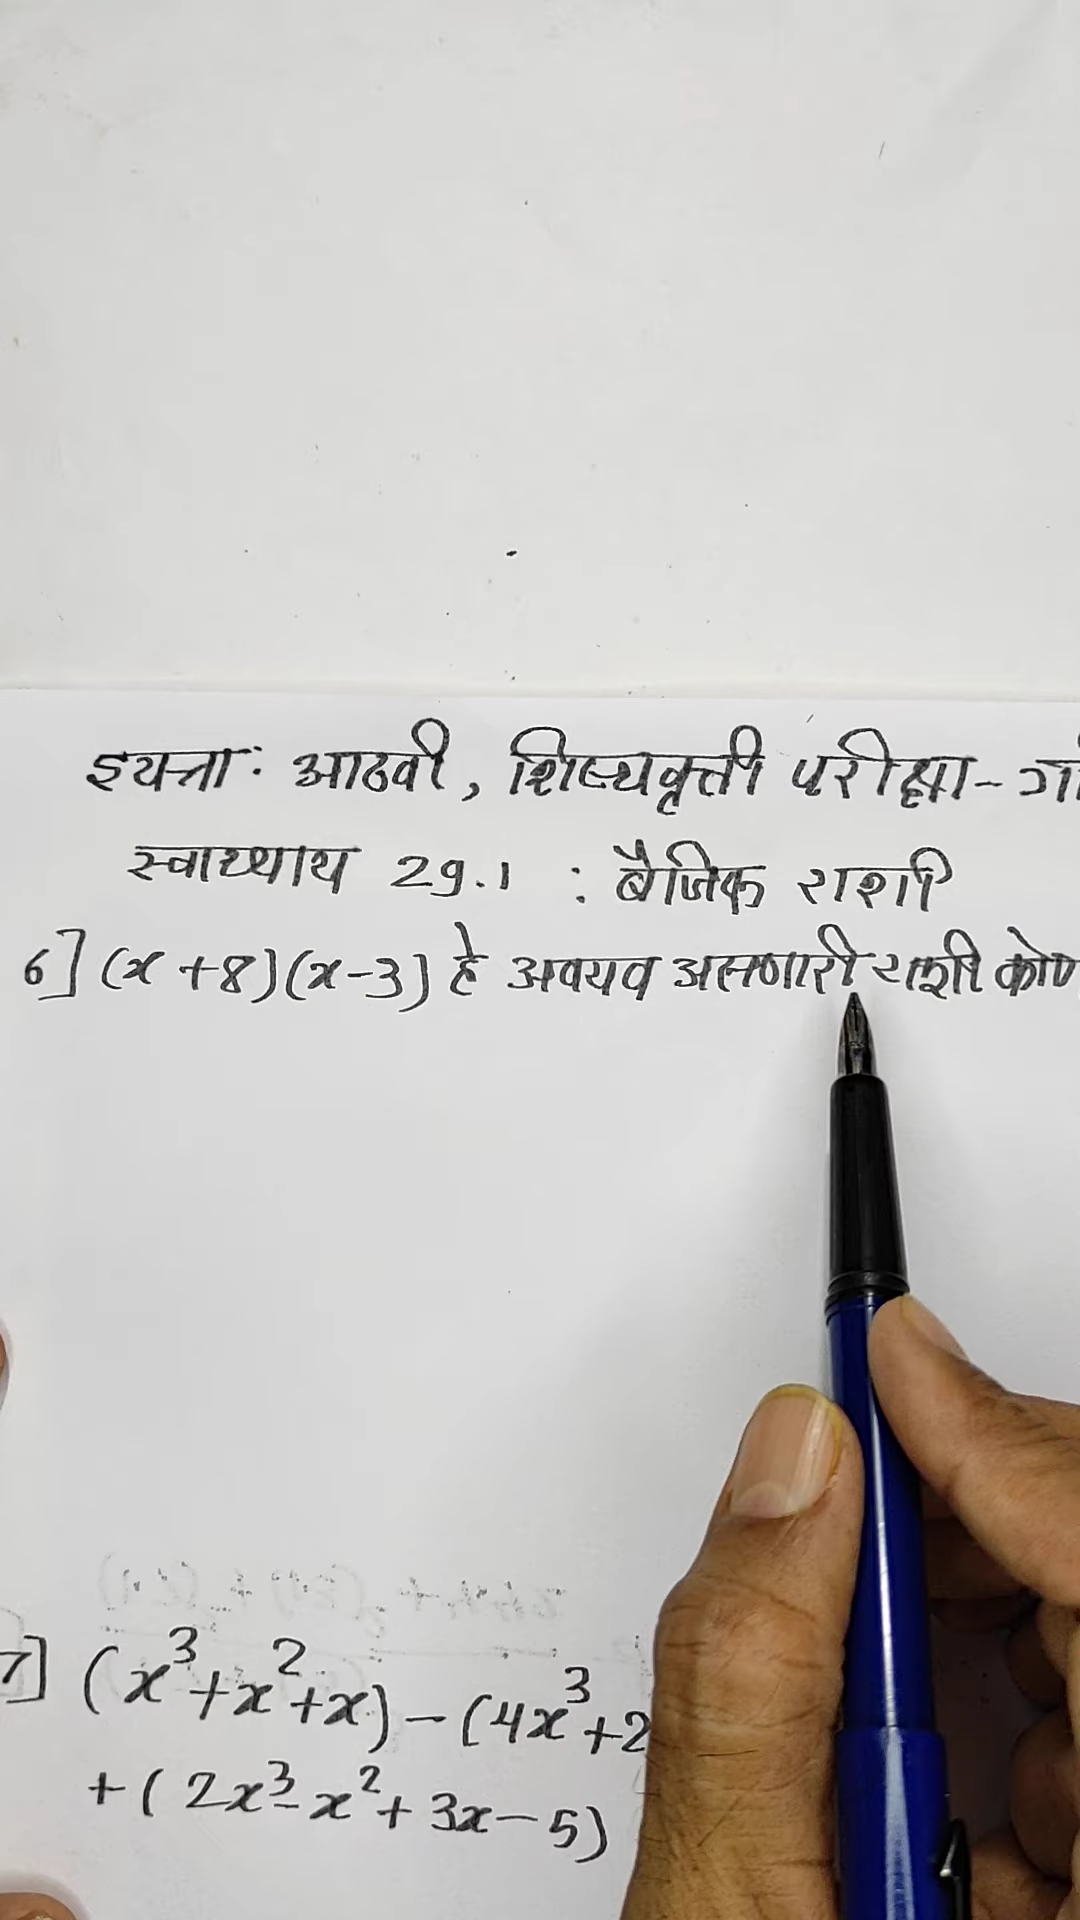 इयत्ता: आठवी, शिष्यवृत्ती परीक्षा-
स्वाध्याय 29.1 : बैजिक राशी
6] (x+8)(x-3) हे अवयव असणारी राशी कोण
7] (x³+x²+x)-(4x³+2
+(2x³-x²+3x-5)